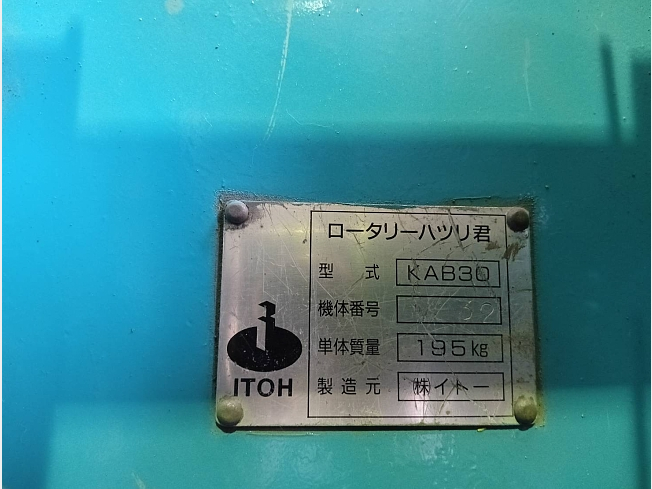 ロータリーハツリ君
型式 KAB30
機体番号
単体質量 195kg
製造元 ㈱イトー
ITOH